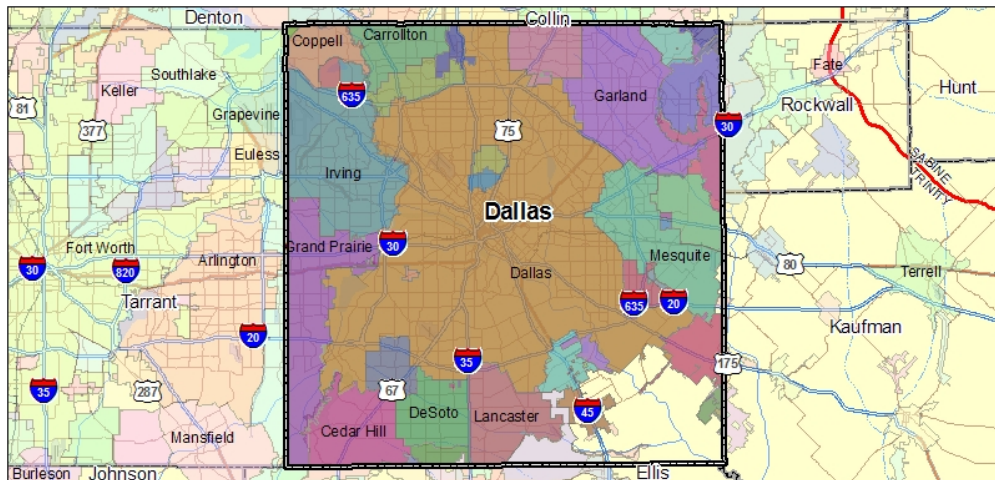 Denton
Collin
Coppell
Carrollton
Southlake
Keller
Fate
635
Garland
Rockwall
Hunt
81
Grapevine
377
75
30
Euless
SABINE
TRINITY
Irving
Dallas
Fort Worth
Grand Prairie
30
Mesquite
30
820
Arlington
Dallas
80
Terrell
Tarrant
635
20
Kaufman
20
35
175
35
287
67
DeSoto
Lancaster
45
Mansfield
Cedar Hill
Burleson
Johnson
Ellis